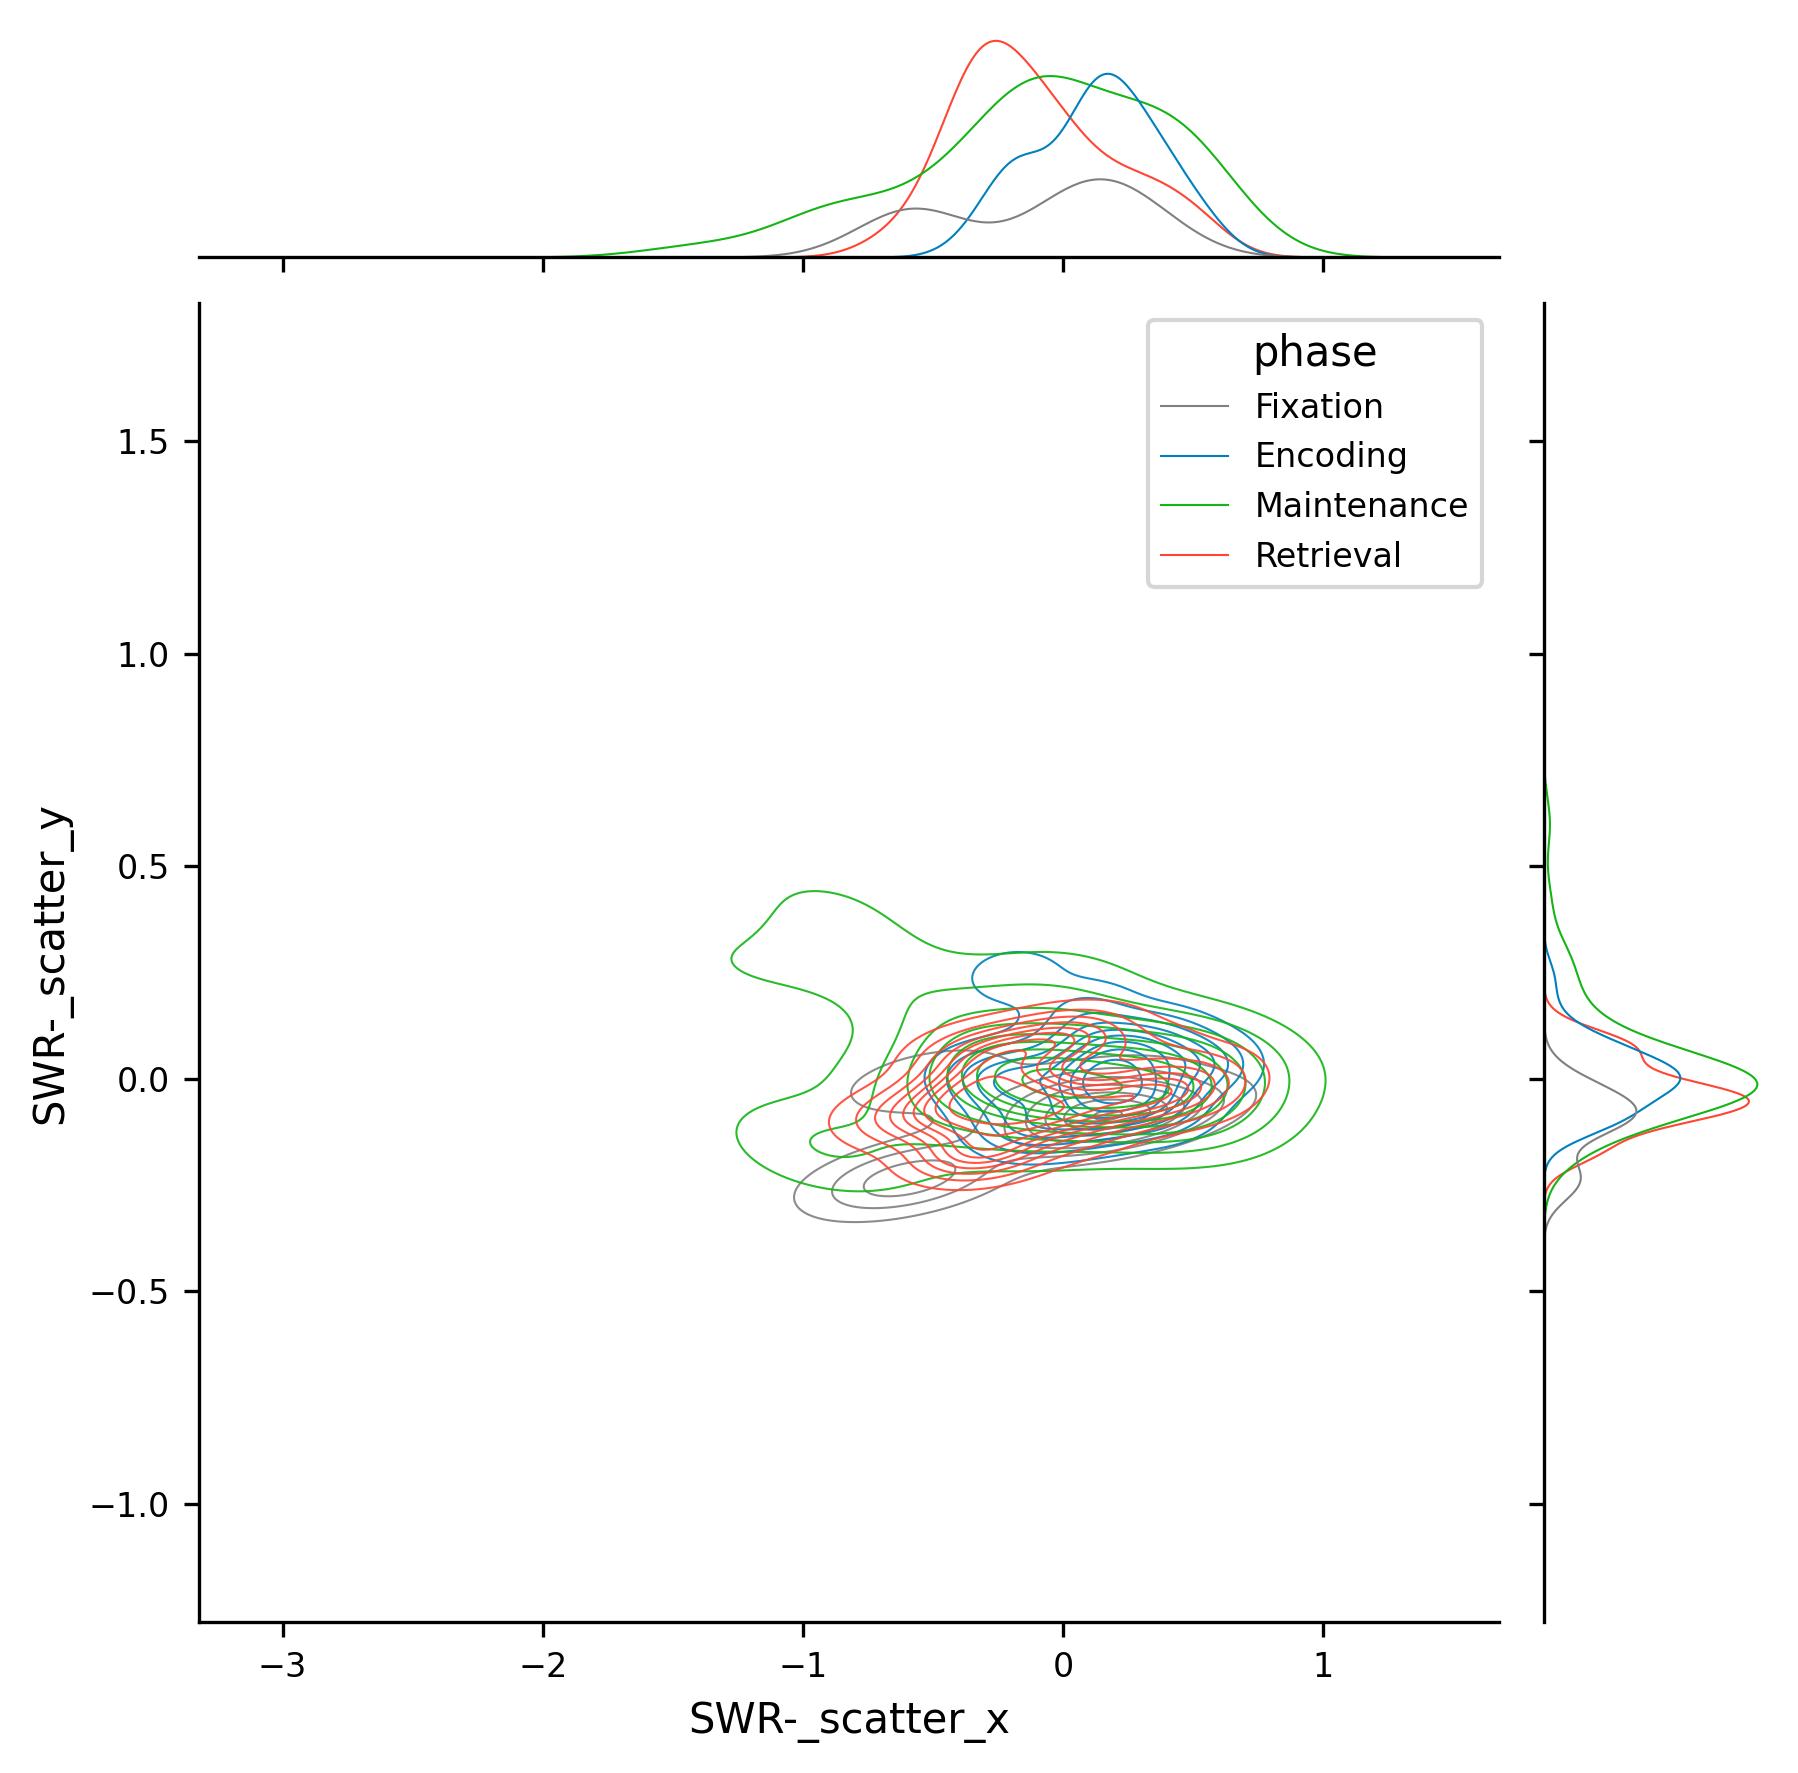 phase
Fixation
Encoding
Maintenance
Retrieval
1.5
1.0
0.5
0.0
−0.5
−1.0
SWR-_scatter_y
−3 −2 −1 0 1
SWR-_scatter_x